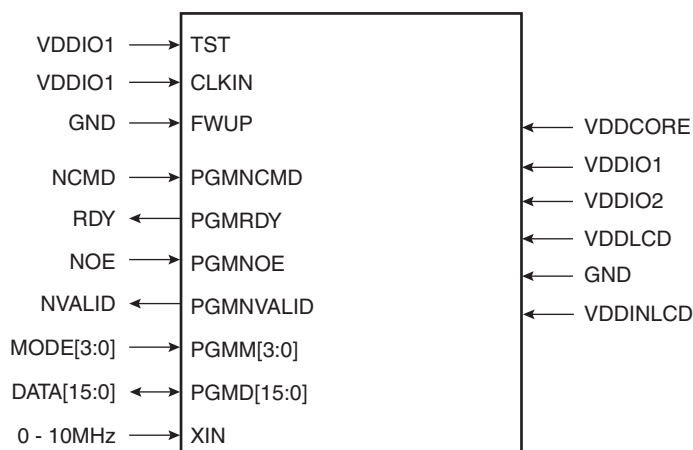 VDDIO1 TST
VDDIO1 CLKIN
GND FWUP
VDDCORE
VDDIO1
NCMD PGMNCMD
VDDIO2
RDY PGMRDY
VDDLCD
NOE PGMNOE
GND
NVALID PGMNVALID
VDDINLCD
MODE[3:0] PGMM[3:0]
DATA[15:0] PGMD[15:0]
0 - 10MHz XIN